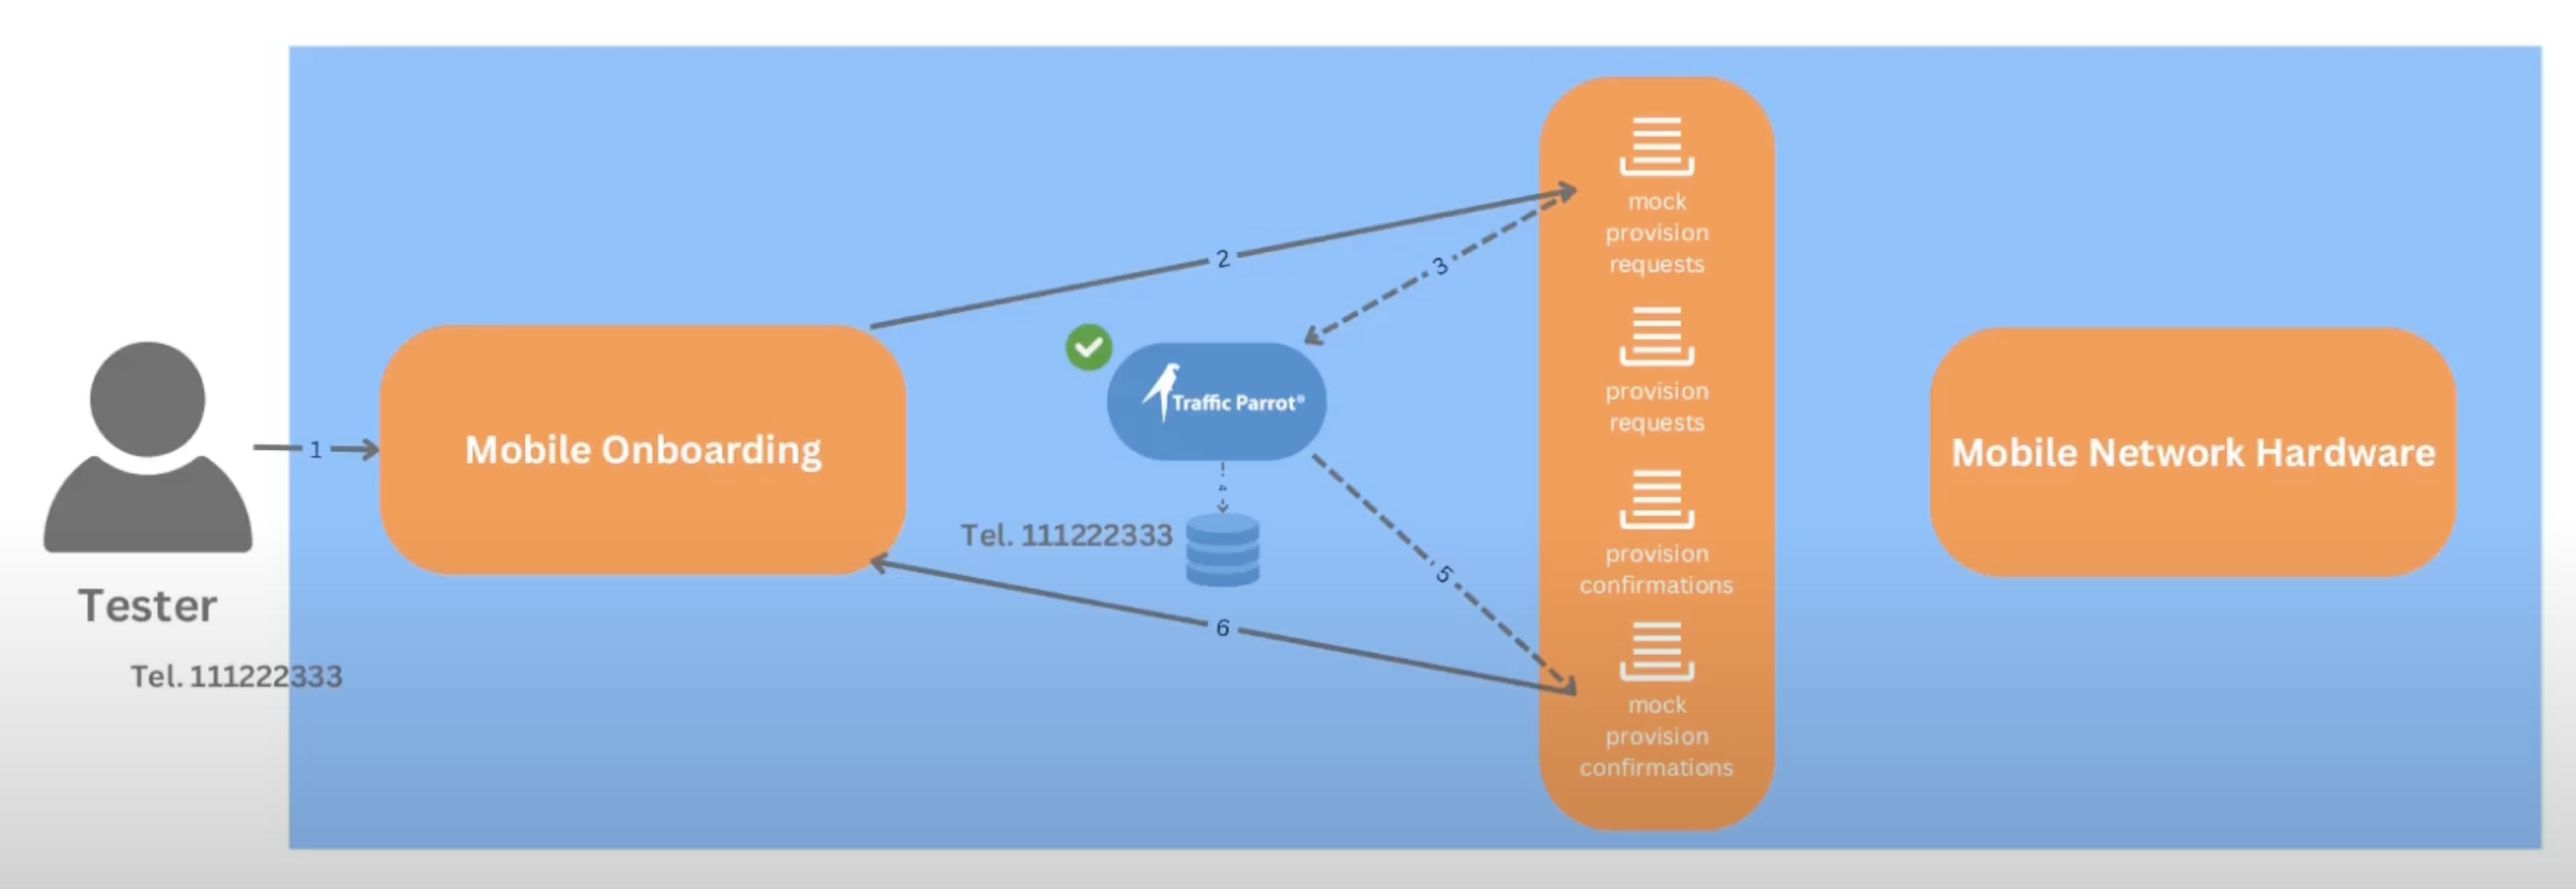 1
Tester
Tel. 111222333
Mobile Onboarding
2
3
Traffic Parrot®
4
Tel. 111222333
5
6
mock
provision
requests
provision
requests
provision
confirmations
mock
provision
confirmations
Mobile Network Hardware